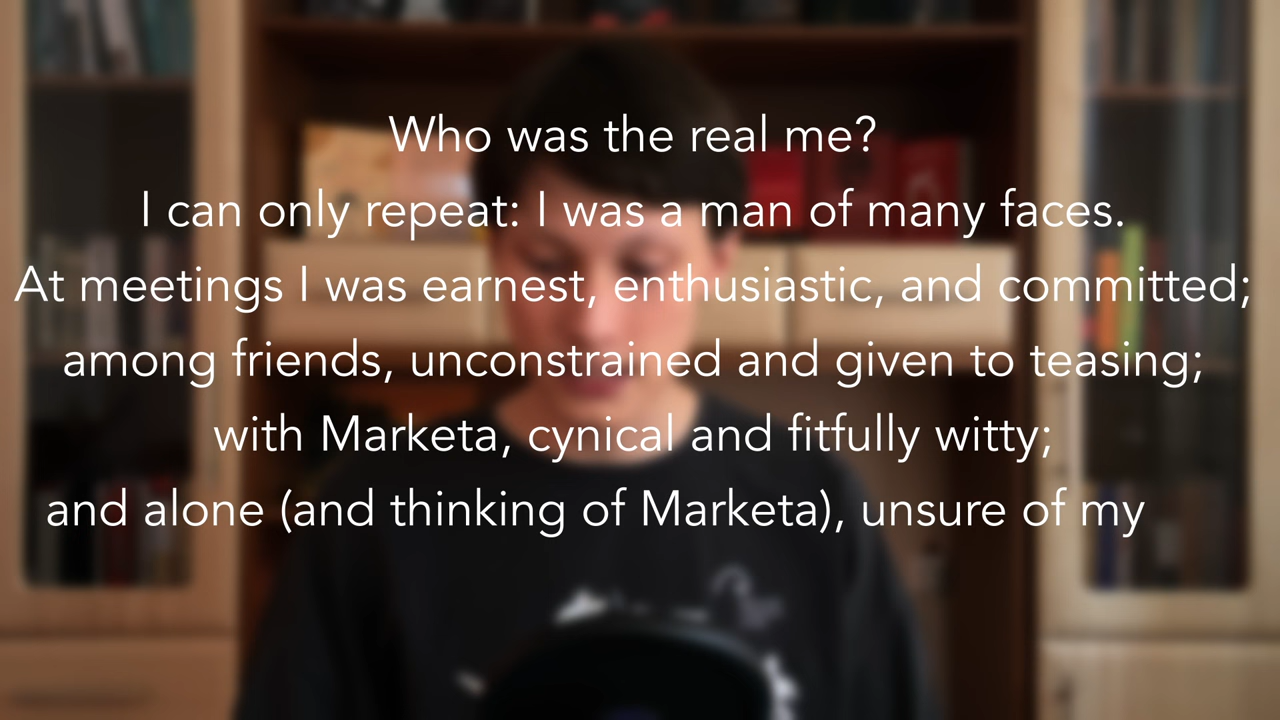 Who was the real me?
I can only repeat: I was a man of many faces.
At meetings I was earnest, enthusiastic, and committed;
among friends, unconstrained and given to teasing;
with Marketa, cynical and fitfully witty;
and alone (and thinking of Marketa), unsure of my